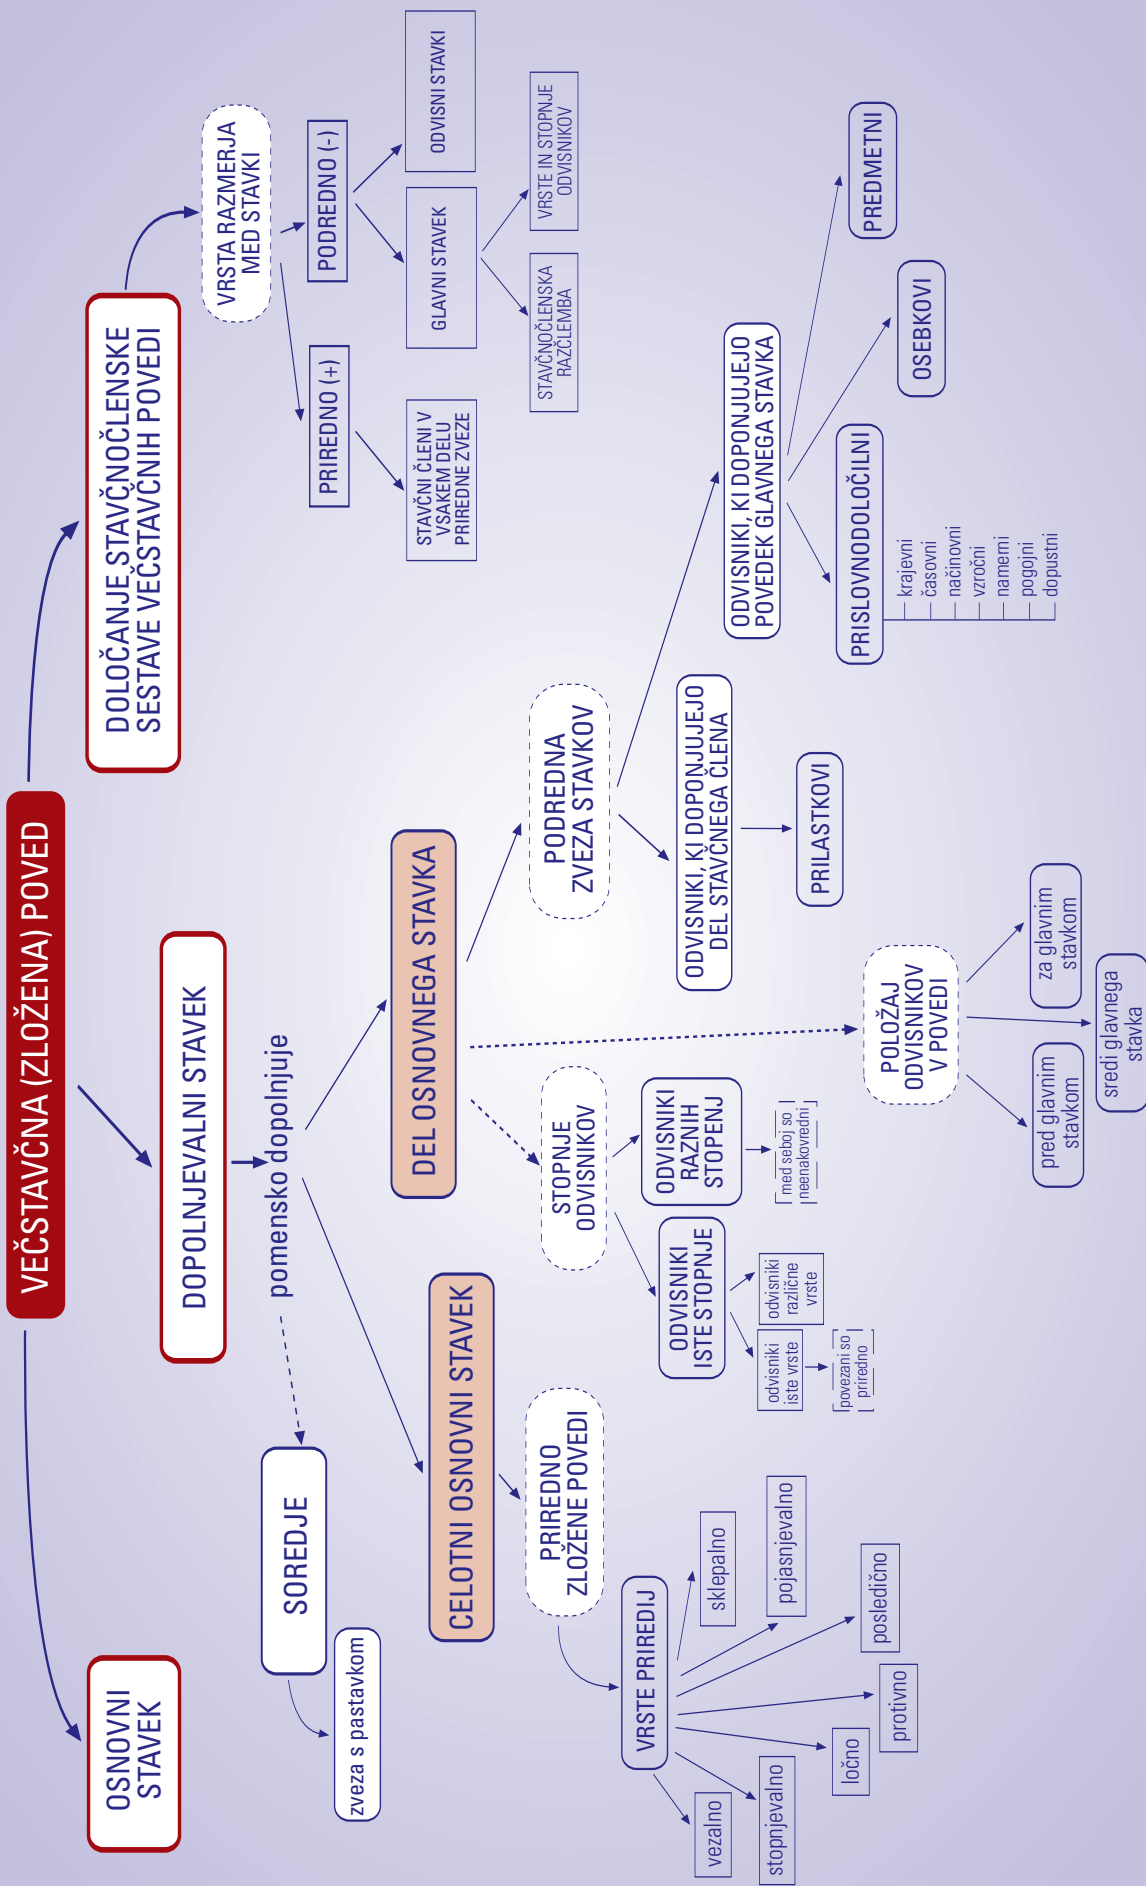 VEČSTAVČNA (ZLOŽENA) POVED
OSNOVNI
STAVEK
DOPOLNJEVALNI STAVEK
DOLOČANJE STAVČNOČLENSKE
SESTAVE VEČSTAVČNIH POVEDI
pomensko dopolnjuje
SOREDJE
zveza s pastavkom
CELOTNI OSNOVNI STAVEK
PRIREDNO
ZLOŽENE POVEDI
VRSTE PRIREDIJ
vezalno
stopnjevalno
ločno
protivno
posledično
pojasnjevalno
sklepalno
DEL OSNOVNEGA STAVKA
STOPNJE
ODVISNIKOV
ODVISNIKI
ISTE STOPNJE
odvisniki
iste vrste
povezani so
priredno
odvisniki
različne
vrste
ODVISNIKI
RAZNIH
STOPENJ
med seboj so
neenakovredni
POLOŽAJ
ODVISNIKOV
V POVEDI
pred glavnim
stavkom
sredi glavnega
stavka
za glavnim
stavkom
PODREDNA
ZVEZA STAVKOV
ODVISNIKI, KI DOPONJUJEJO
DEL STAVČNEGA ČLENA
PRILASTKOVI
ODVISNIKI, KI DOPONJUJEJO
POVEDEK GLAVNEGA STAVKA
PRISLOVNODOLOČILNI
krajevni
časovni
načinovni
vzročni
namerni
pogojni
dopustni
OSEBKOVI
PREDMETNI
VRSTA RAZMERJA
MED STAVKI
PRIREDNO (+)
STAVČNI ČLENI V
VSAKEM DELU
PRIREDNE ZVEZE
PODREDNO (-)
GLAVNI STAVEK
ODVISNI STAVKI
STAVČNOČLENSKA
RAZČLEMBA
VRSTE IN STOPNJE
ODVISNIKOV